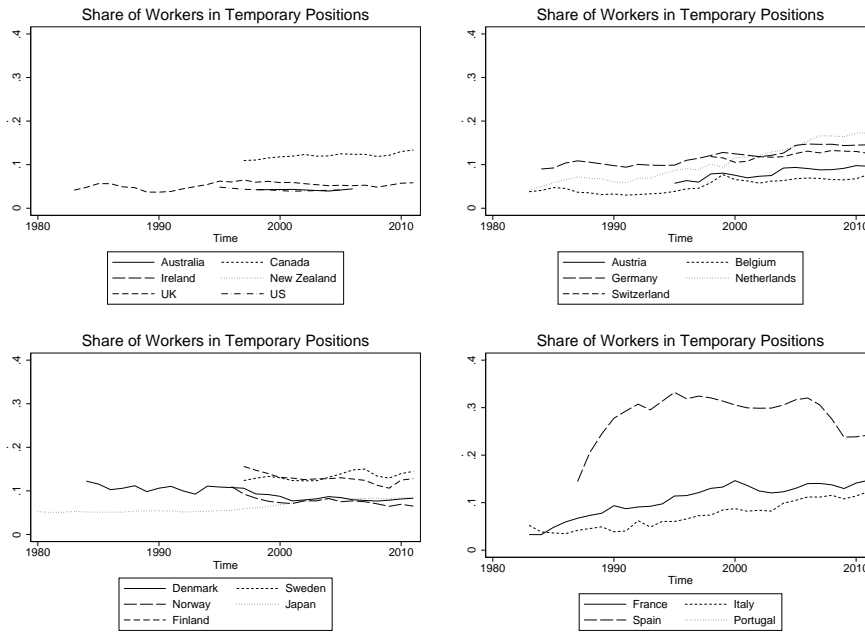 Share of Workers in Temporary Positions
.4
.3
.2
.1
0
1980 1990 2000 2010
Time
Australia Canada
Ireland New Zealand
UK US
Share of Workers in Temporary Positions
.4
.3
.2
.1
0
1980 1990 2000 2010
Time
Austria Belgium
Germany Netherlands
Switzerland
Share of Workers in Temporary Positions
.4
.3
.2
.1
0
1980 1990 2000 2010
Time
Denmark Sweden
Norway Japan
Finland
Share of Workers in Temporary Positions
.4
.3
.2
.1
0
1980 1990 2000 2010
Time
France Italy
Spain Portugal